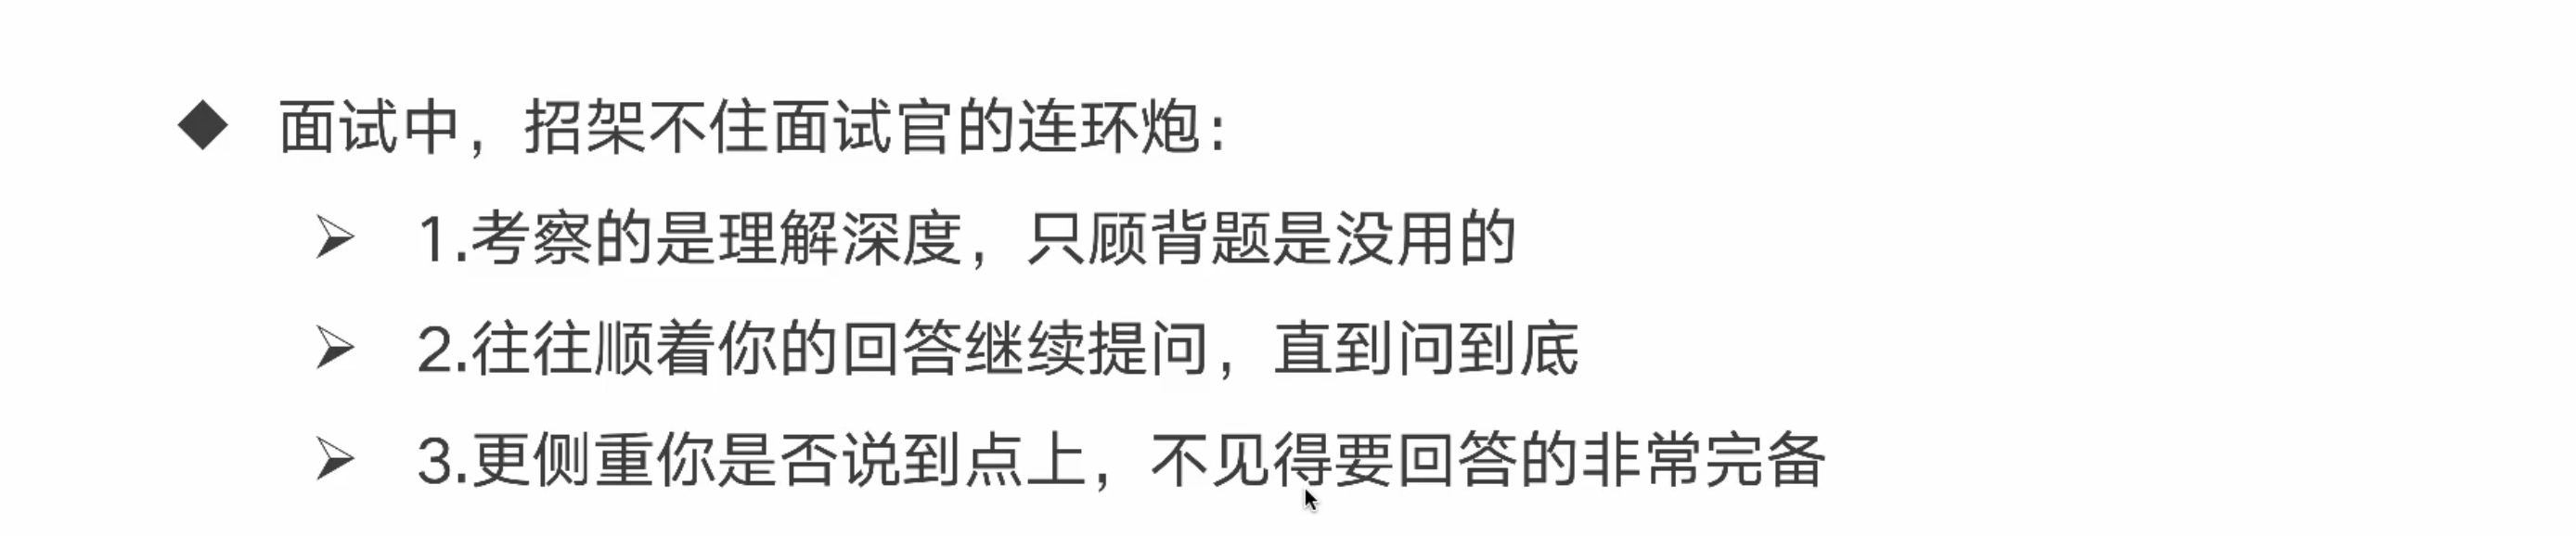 ◆ 面试中，招架不住面试官的连环炮：
➢ 1.考察的是理解深度，只顾背题是没用的
➢ 2.往往顺着你的回答继续提问，直到问到底
➢ 3.更侧重你是否说到点上，不见得要回答的非常完备